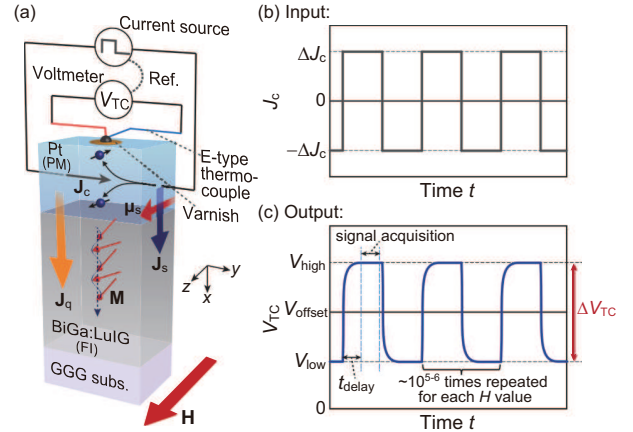 (a)
Current source
Voltmeter
Ref.
V_TC
Pt
(PM)
J_c
E-type
thermo-
couple
Varnish
μ_s
J_s
J_q
M
y
z
x
BiGa:LuIG
(FI)
GGG subs.
H
(b) Input:
ΔJ_c
J_c
0
−ΔJ_c
Time t
(c) Output:
signal acquisition
V_high
V_TC
V_offset
ΔV_TC
V_low
t_delay
~10^5-6 times repeated
for each H value
0
Time t